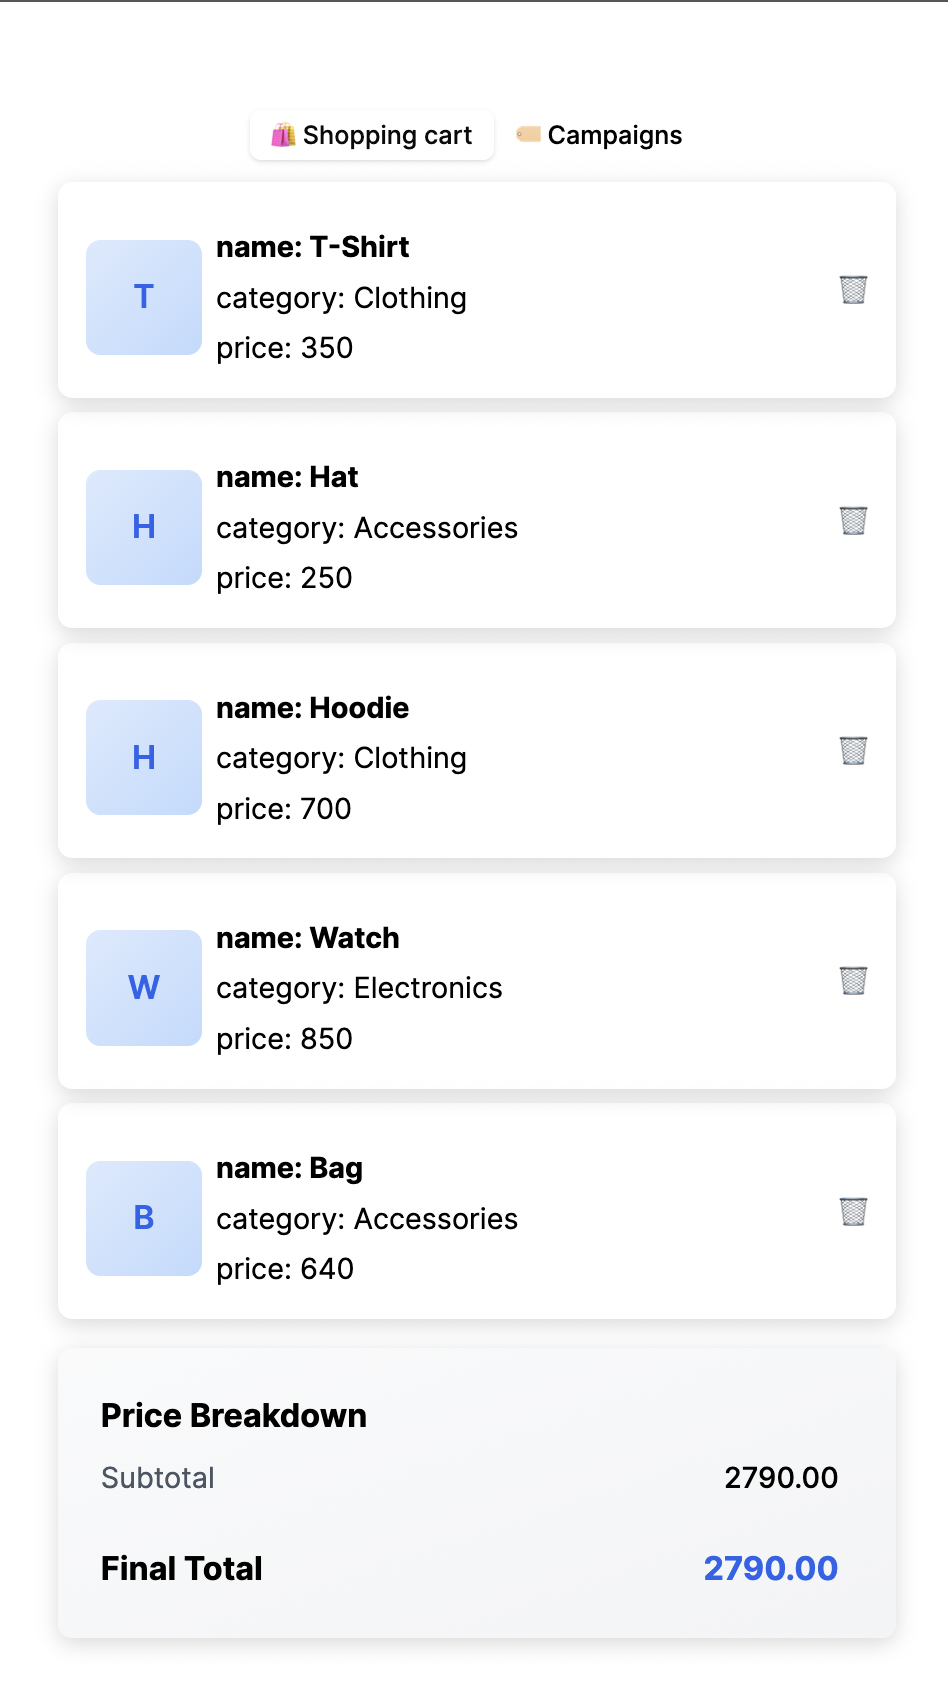 🛍️ Shopping cart
🏷️ Campaigns
T
name: T-Shirt
category: Clothing
price: 350
H
name: Hat
category: Accessories
price: 250
H
name: Hoodie
category: Clothing
price: 700
W
name: Watch
category: Electronics
price: 850
B
name: Bag
category: Accessories
price: 640
Price Breakdown
Subtotal 2790.00
Final Total 2790.00